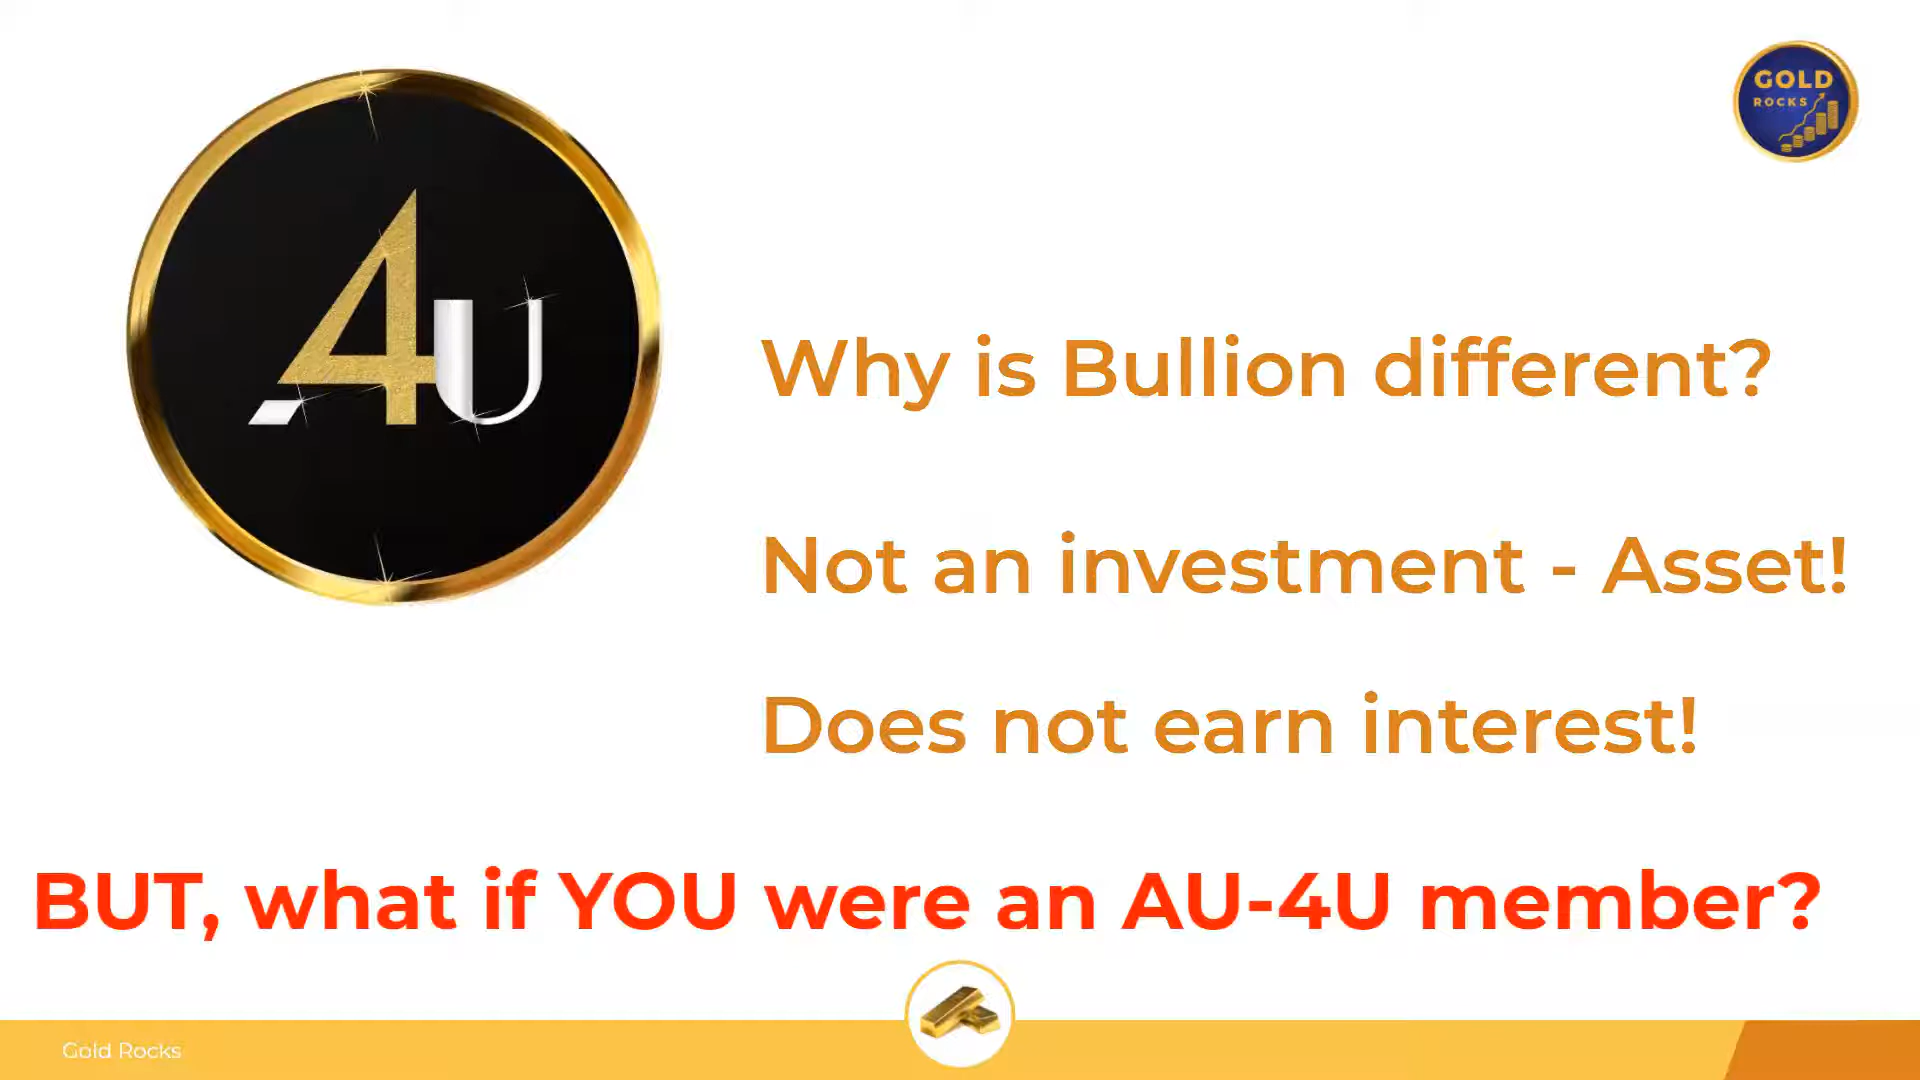 GOLD
ROCKS
A4U
Why is Bullion different?
Not an investment - Asset!
Does not earn interest!
BUT, what if YOU were an AU-4U member?
Gold Rocks